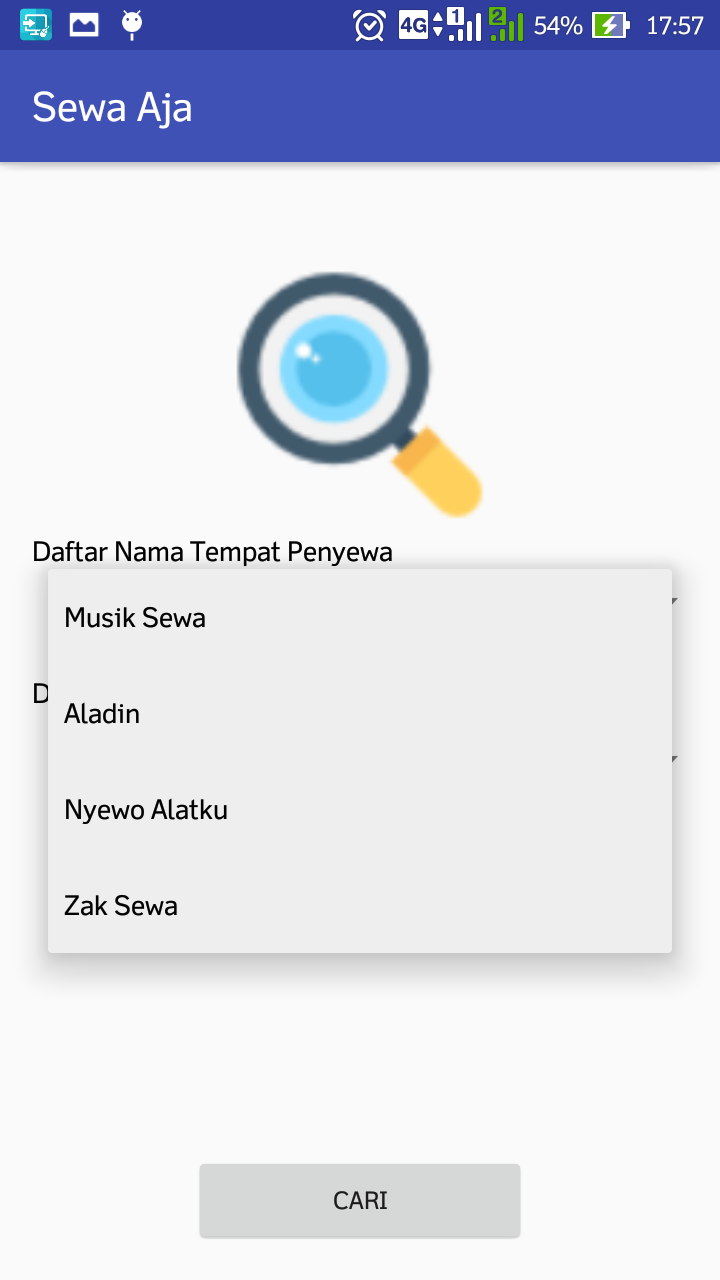 4G 1 2 54% 17:57
Sewa Aja
Daftar Nama Tempat Penyewa
Musik Sewa
D
Aladin
Nyewo Alatku
Zak Sewa
CARI